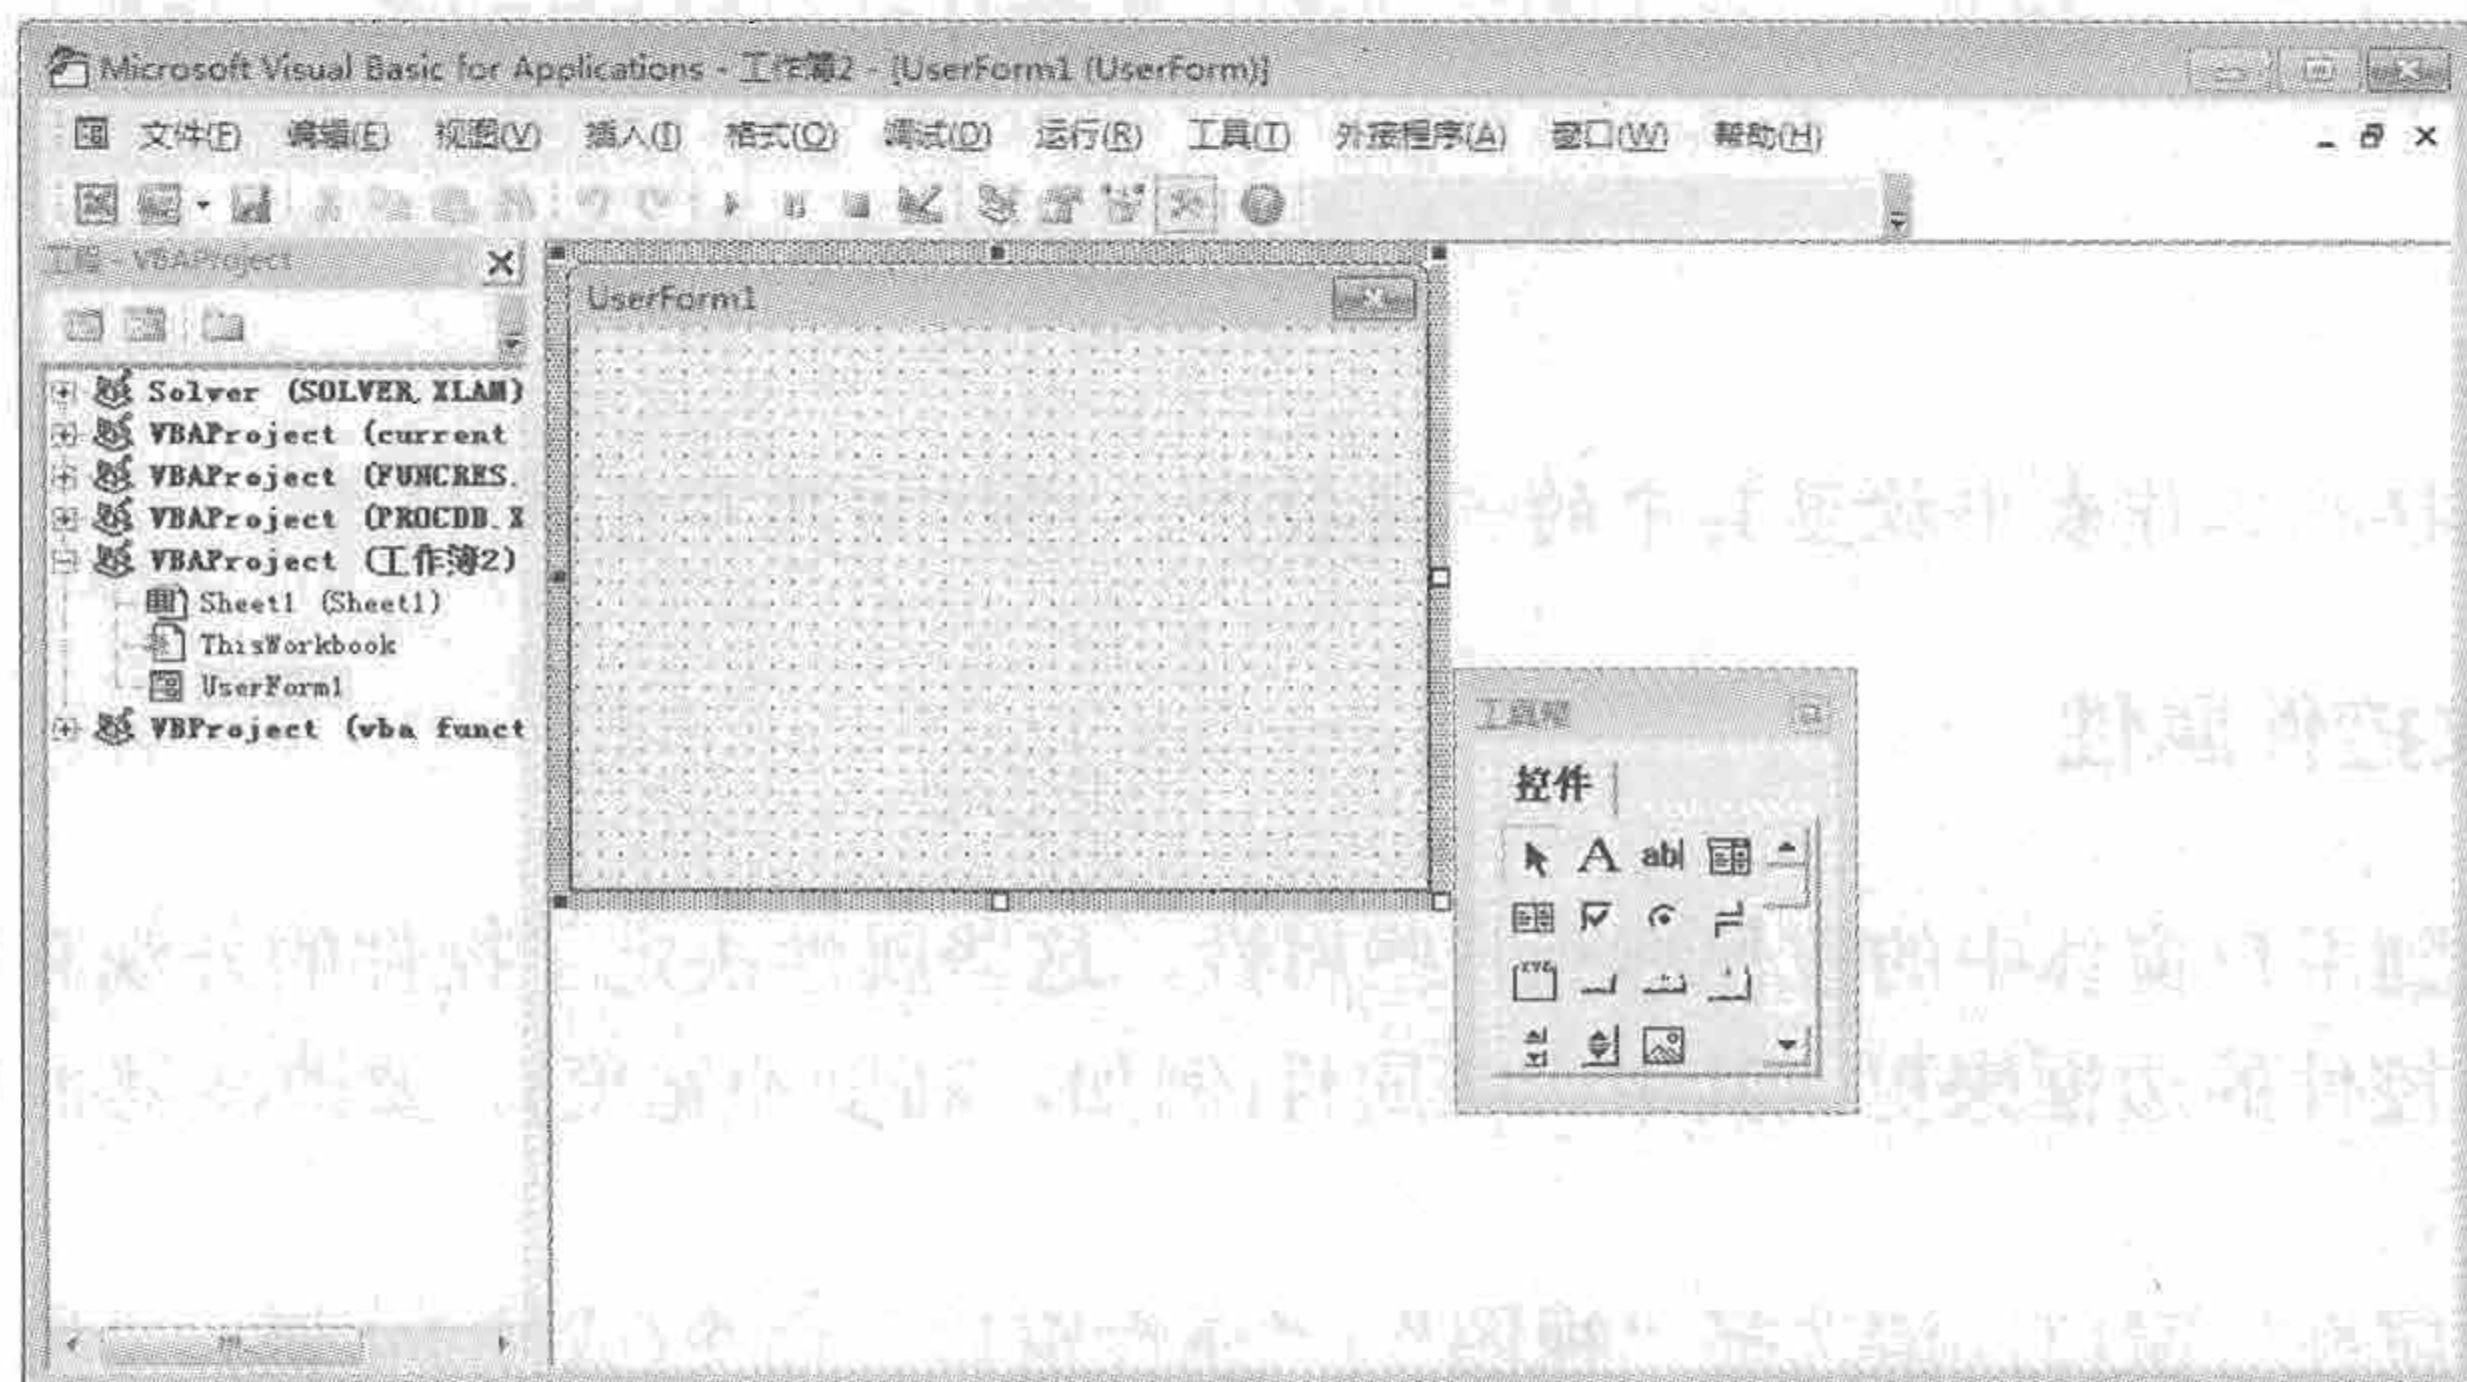 Microsoft Visual Basic for Applications - 工作簿2 - [UserForm1 (UserForm)]
文件(F) 编辑(E) 视图(V) 插入(I) 格式(O) 调试(D) 运行(R) 工具(T) 外接程序(A) 窗口(W) 帮助(H)
工程 - VBAProject
Solver (SOLVER.XLAM)
VBAProject (current
VBAProject (FUNCRES.
VBAProject (PROCDB.X
VBAProject (工作簿2)
Sheet1 (Sheet1)
ThisWorkbook
UserForm1
VBProject (vba funct
UserForm1
工具箱
控件
A abl
XYZ